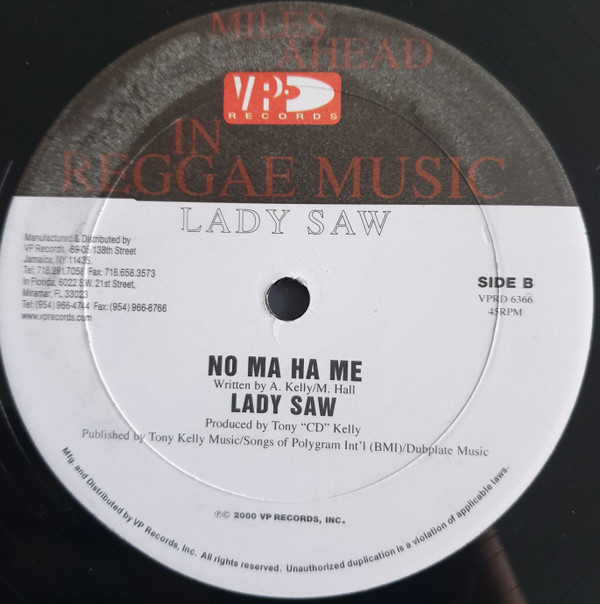 MILES
AHEAD
VP
RECORDS
IN
REGGAE MUSIC
LADY SAW
Manufactured & Distributed by
VP Records, 89-05 138th Street
Jamaica, NY 11435,
Tel: 718.291.7058 Fax: 718.658.3573
In Florida, 6022 S.W. 21st Street,
Miramar, FL 33023
Tel: (954) 966-4744 Fax: (954) 966-8766
www.vprecords.com
SIDE B
VPRD 6366
45RPM
NO MA HA ME
Written by A. Kelly/M. Hall
LADY SAW
Produced by Tony “CD” Kelly
Published by Tony Kelly Music/Songs of Polygram Int'l (BMI)/Dubplate Music
℗© 2000 VP RECORDS, INC.
Mfg and Distributed by VP Records, Inc. All rights reserved. Unauthorized duplication is a violation of applicable laws.